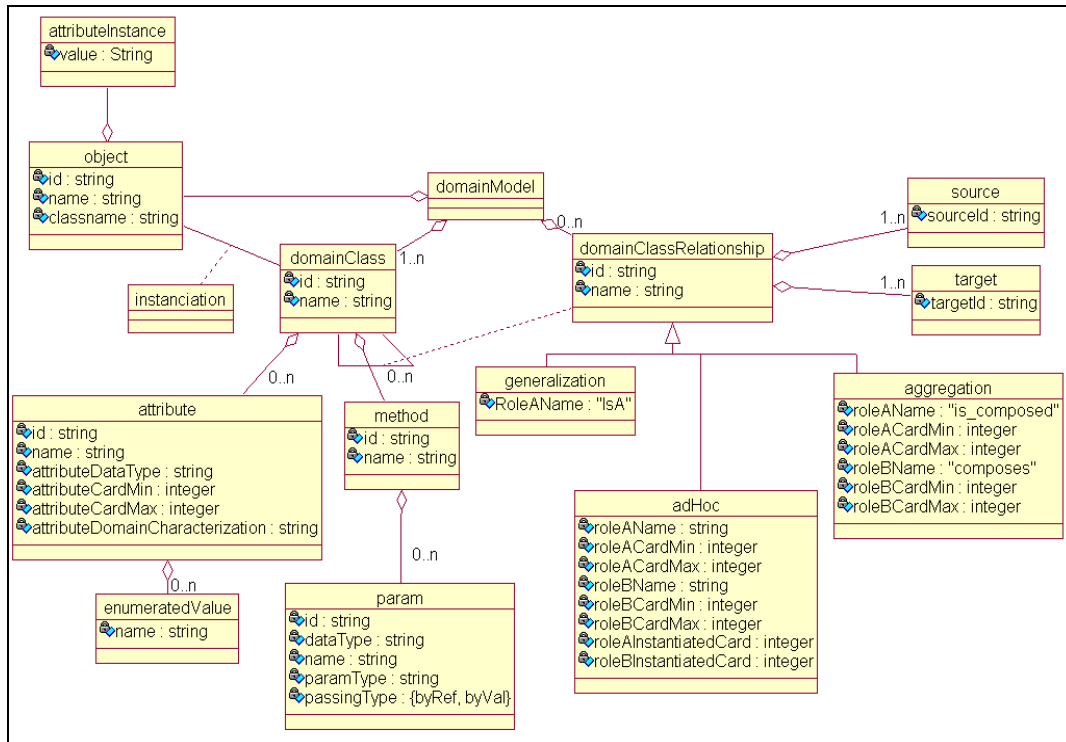 attributeInstance
value : String
object
id : string
name : string
classname : string
domainModel
0..n
1..n
domainClass
id : string
name : string
instanciation
domainClassRelationship
id : string
name : string
1..n
source
sourceId : string
1..n
target
targetId : string
0..n
0..n
attribute
id : string
name : string
attributeDataType : string
attributeCardMin : integer
attributeCardMax : integer
attributeDomainCharacterization : string
0..n
enumeratedValue
name : string
method
id : string
name : string
0..n
param
id : string
dataType : string
name : string
paramType : string
passingType : {byRef, byVal}
generalization
RoleAName : "IsA"
adHoc
roleAName : string
roleACardMin : integer
roleACardMax : integer
roleBName : string
roleBCardMin : integer
roleBCardMax : integer
roleAInstantiatedCard : integer
roleBInstantiatedCard : integer
aggregation
roleAName : "is_composed"
roleACardMin : integer
roleACardMax : integer
roleBName : "composes"
roleBCardMin : integer
roleBCardMax : integer